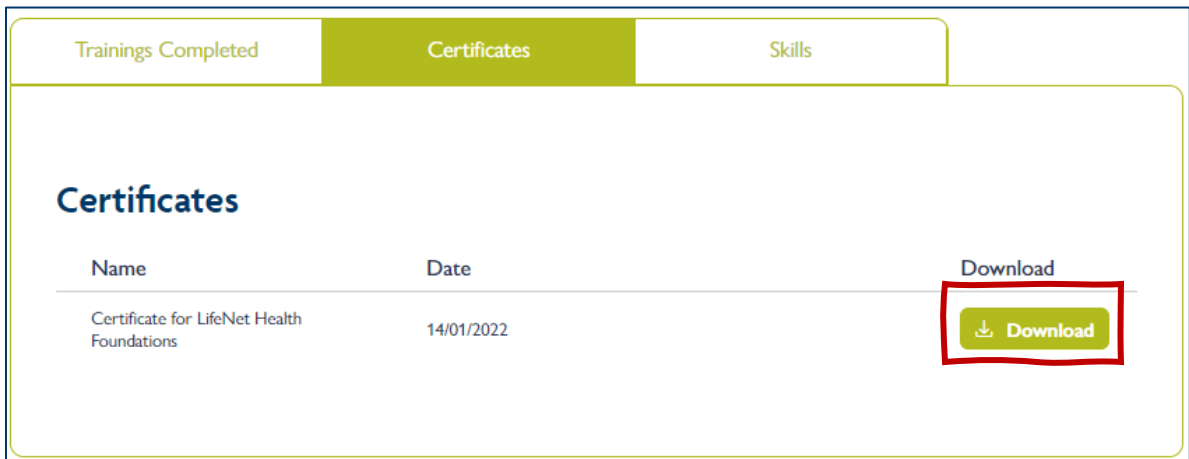 Trainings Completed
Certificates
Skills
Certificates
Name
Date
Download
Certificate for LifeNet Health
Foundations
14/01/2022
Download